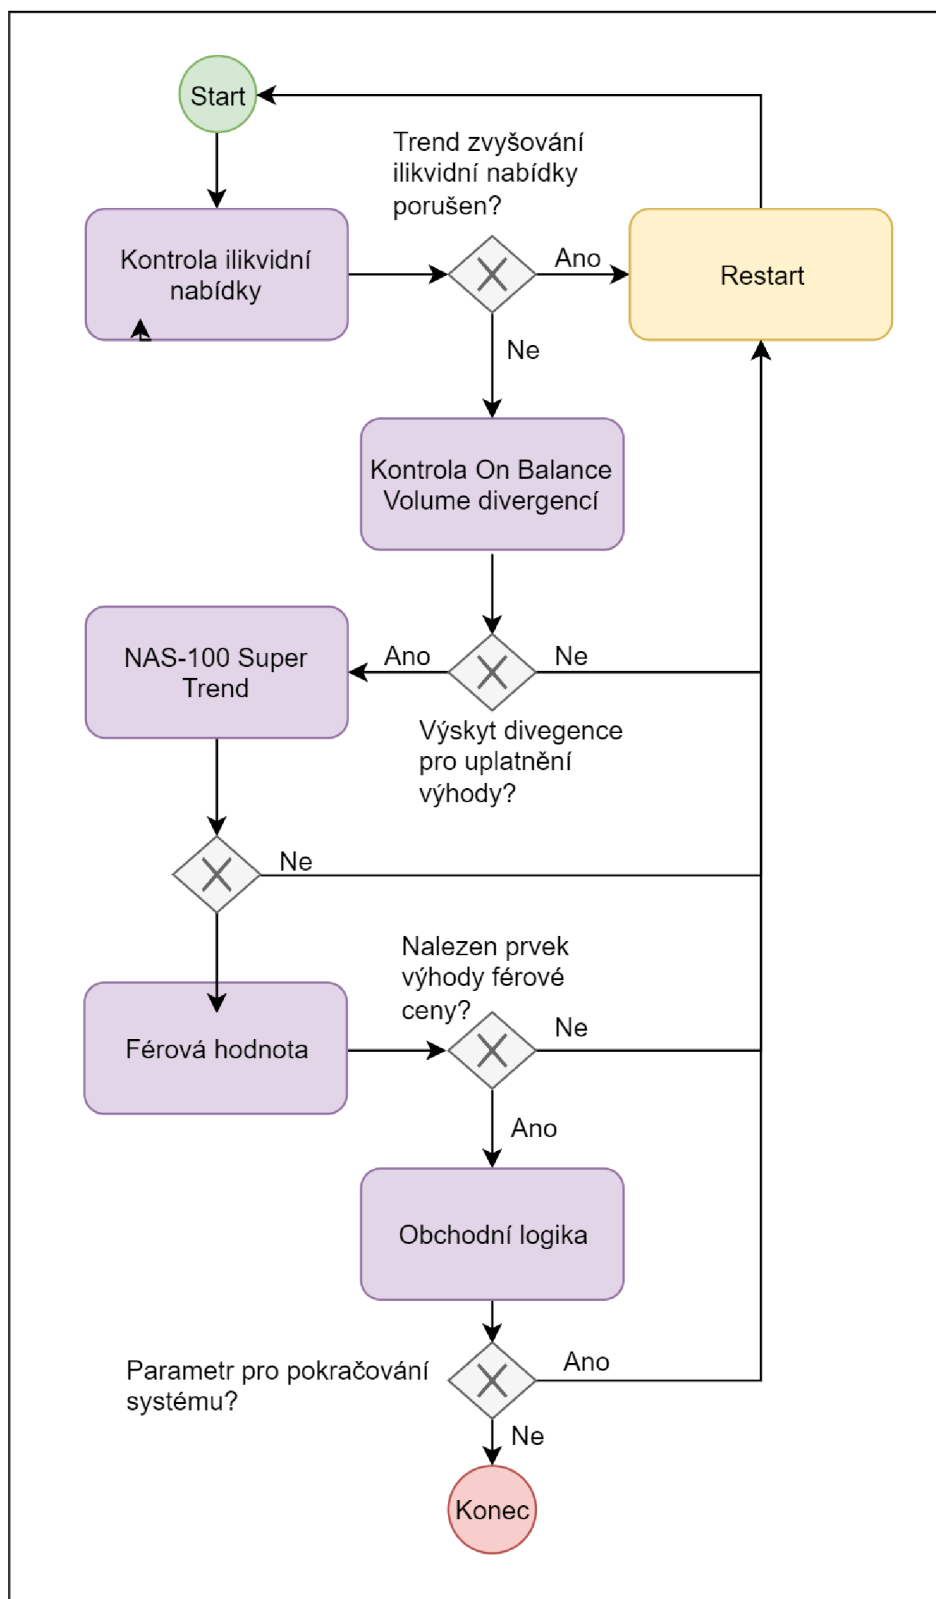 Start
Trend zvyšování
ilikvidní nabídky
porušen?
Kontrola ilikvidní
nabídky
Ano
Restart
Ne
Kontrola On Balance
Volume divergencí
NAS-100 Super
Trend
Ano
Ne
Výskyt divegence
pro uplatnění
výhody?
Ne
Nalezen prvek
výhody férové
ceny?
Férová hodnota
Ne
Ano
Obchodní logika
Parametr pro pokračování
systému?
Ano
Ne
Konec